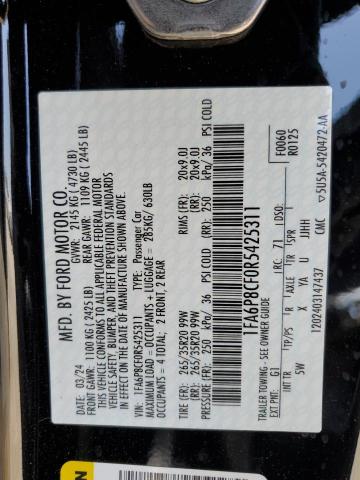 MFD. BY FORD MOTOR CO.
03/24 GVWR: 2145 KG ( 4730 LB)
FRONT GAWR: 1100 KG ( 2425 LB) REAR GAWR: 1109 KG ( 2445 LB)
THIS VEHICLE CONFORMS TO ALL APPLICABLE FEDERAL MOTOR
VEHICLE SAFETY, BUMPER, AND THEFT PREVENTION STANDARDS
IN EFFECT ON THE DATE OF MANUFACTURE SHOWN ABOVE.
VIN: 1FA6P8CF0R5425311 TYPE: Passenger Car
MAXIMUM LOAD = OCCUPANTS + LUGGAGE = 285KG/ 630LB
OCCUPANTS = 4 TOTAL; 2 FRONT, 2 REAR
TIRE (FR): 265/35R20 99W RIMS (FR): 20x9.0J
TIRE (RR): 265/35R20 99W (RR): 20x9.0J
PRESSURE (FR): 250 kPa/ 36 PSI COLD (RR): 250 kPa/ 36 PSI COLD
1FA6P8CF0R5425311
TRAILER TOWING - SEE OWNER GUIDE F0060
R0125
EXT PNT: G1 RC: 71 DSO:
INT TR TP/PS R AXLE TR SPR
5W X YA U JJHH
1202403147437 CMC 5U5A-5420472-AA